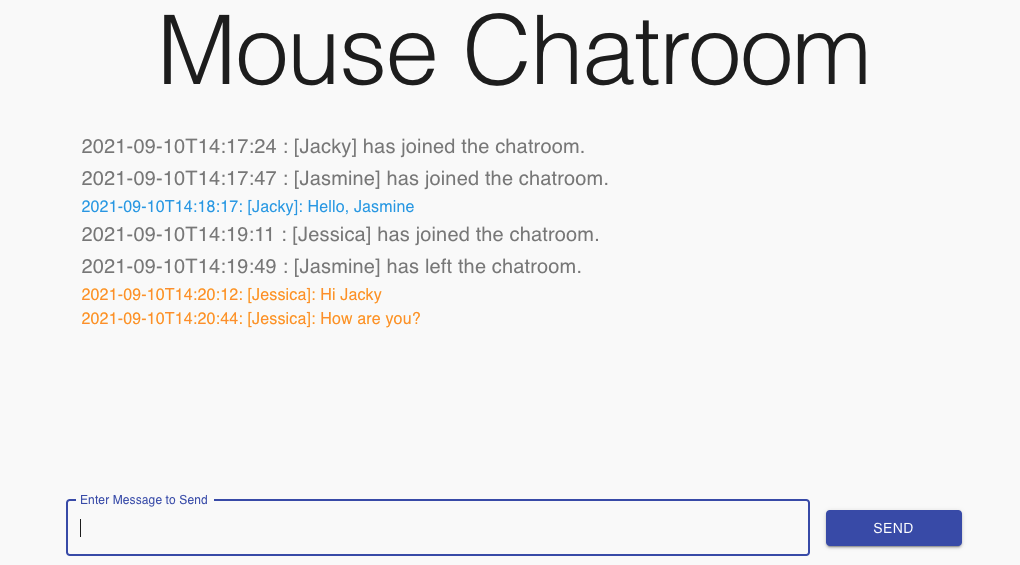 Mouse Chatroom
2021-09-10T14:17:24 : [Jacky] has joined the chatroom.
2021-09-10T14:17:47 : [Jasmine] has joined the chatroom.
2021-09-10T14:18:17: [Jacky]: Hello, Jasmine
2021-09-10T14:19:11 : [Jessica] has joined the chatroom.
2021-09-10T14:19:49 : [Jasmine] has left the chatroom.
2021-09-10T14:20:12: [Jessica]: Hi Jacky
2021-09-10T14:20:44: [Jessica]: How are you?
Enter Message to Send
SEND